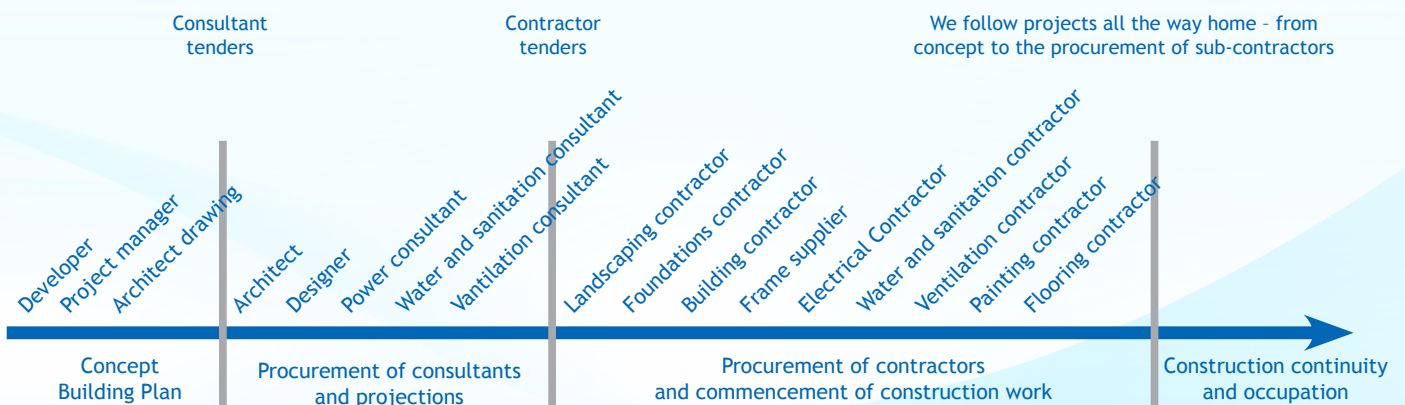 Consultant
tenders
Contractor
tenders
We follow projects all the way home - from
concept to the procurement of sub-contractors
Developer
Project manager
Architect drawing
Architect
Designer
Power consultant
Water and sanitation consultant
Vantilation consultant
Landscaping contractor
Foundations contractor
Building contractor
Frame supplier
Electrical Contractor
Water and sanitation contractor
Ventilation contractor
Painting contractor
Flooring contractor
Concept
Building Plan
Procurement of consultants
and projections
Procurement of contractors
and commencement of construction work
Construction continuity
and occupation